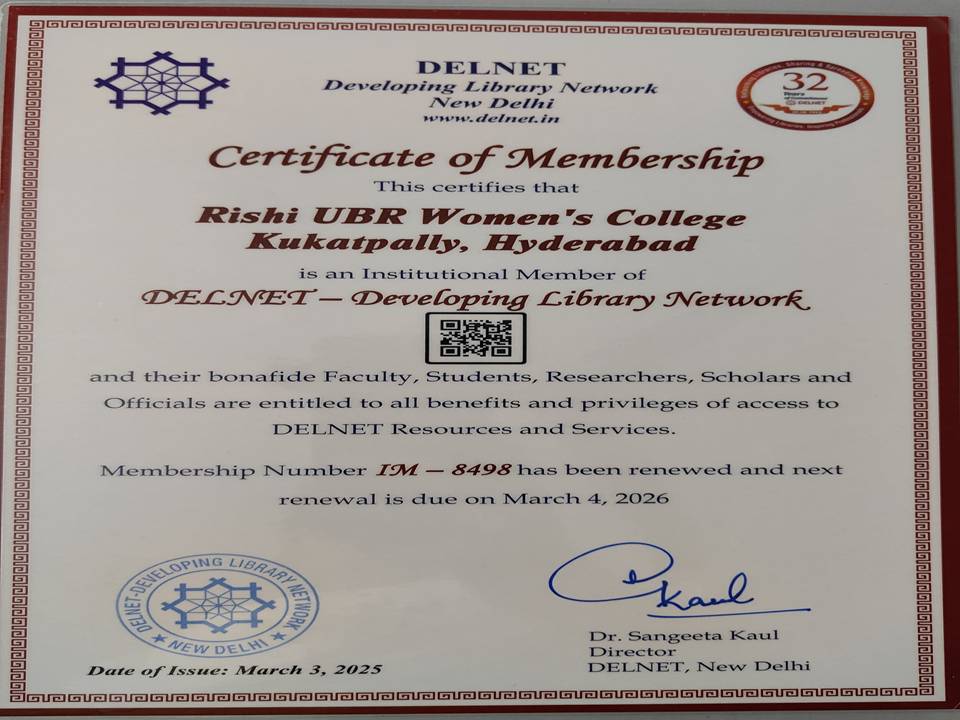 DELNET
Developing Library Network
New Delhi
www.delnet.in
32
Years
DELNET
Certificate of Membership
This certifies that
Rishi UBR Women's College
Kukatpally, Hyderabad
is an Institutional Member of
DELNET – Developing Library Network
and their bonafide Faculty, Students, Researchers, Scholars and
Officials are entitled to all benefits and privileges of access to
DELNET Resources and Services.
Membership Number IM – 8498 has been renewed and next
renewal is due on March 4, 2026
DELNET-DEVELOPING LIBRARY NETWORK
NEW DELHI
Kaul
Dr. Sangeeta Kaul
Director
DELNET, New Delhi
Date of Issue: March 3, 2025